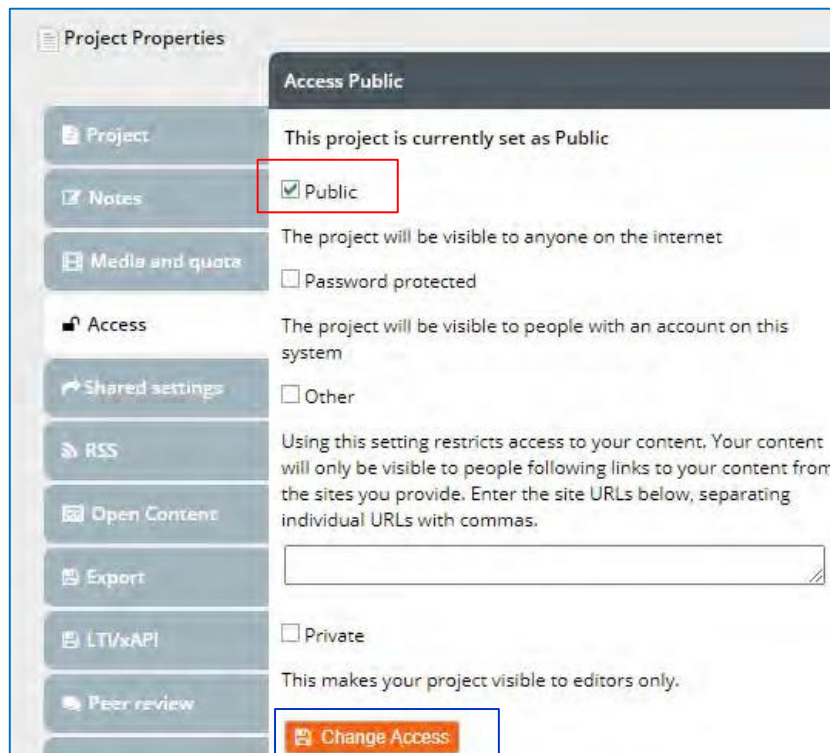 Project Properties
Access Public
Project
Notes
Media and quota
Access
Shared settings
RSS
Open Content
Export
LTI/xAPI
Peer review
This project is currently set as Public
Public
The project will be visible to anyone on the internet
Password protected
The project will be visible to people with an account on this
system
Other
Using this setting restricts access to your content. Your content
will only be visible to people following links to your content from
the sites you provide. Enter the site URLs below, separating
individual URLs with commas.
Private
This makes your project visible to editors only.
Change Access